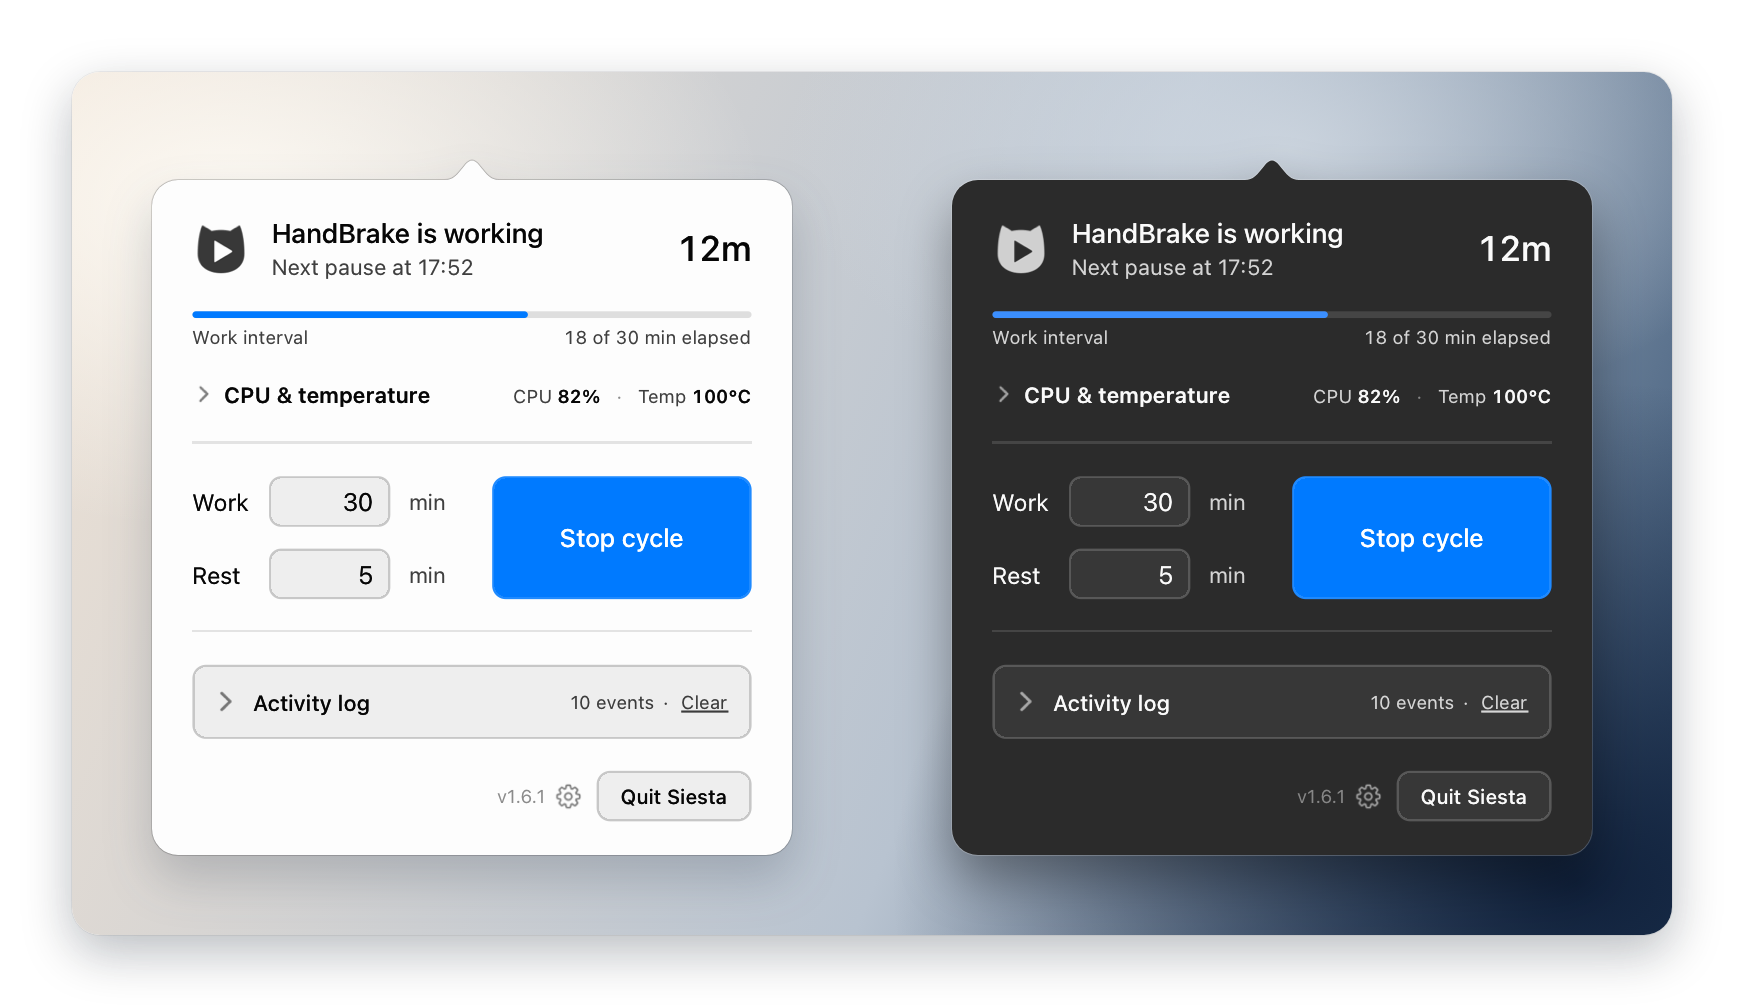 HandBrake is working
Next pause at 17:52
12m
Work interval
18 of 30 min elapsed
CPU & temperature
CPU 82% · Temp 100°C
Work 30 min
Rest 5 min
Stop cycle
Activity log
10 events · Clear
v1.6.1
Quit Siesta
HandBrake is working
Next pause at 17:52
12m
Work interval
18 of 30 min elapsed
CPU & temperature
CPU 82% · Temp 100°C
Work 30 min
Rest 5 min
Stop cycle
Activity log
10 events · Clear
v1.6.1
Quit Siesta